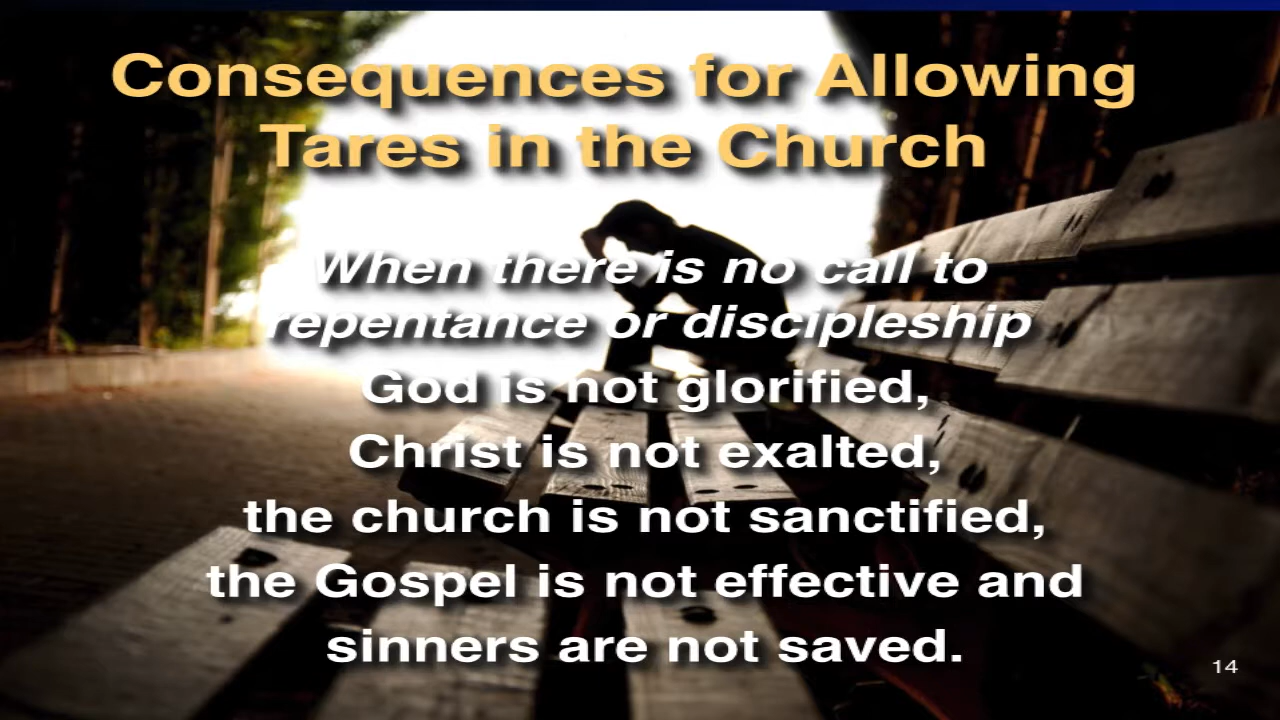 Consequences for Allowing
Tares in the Church
When there is no call to
repentance or discipleship
God is not glorified,
Christ is not exalted,
the church is not sanctified,
the Gospel is not effective and
sinners are not saved.
14